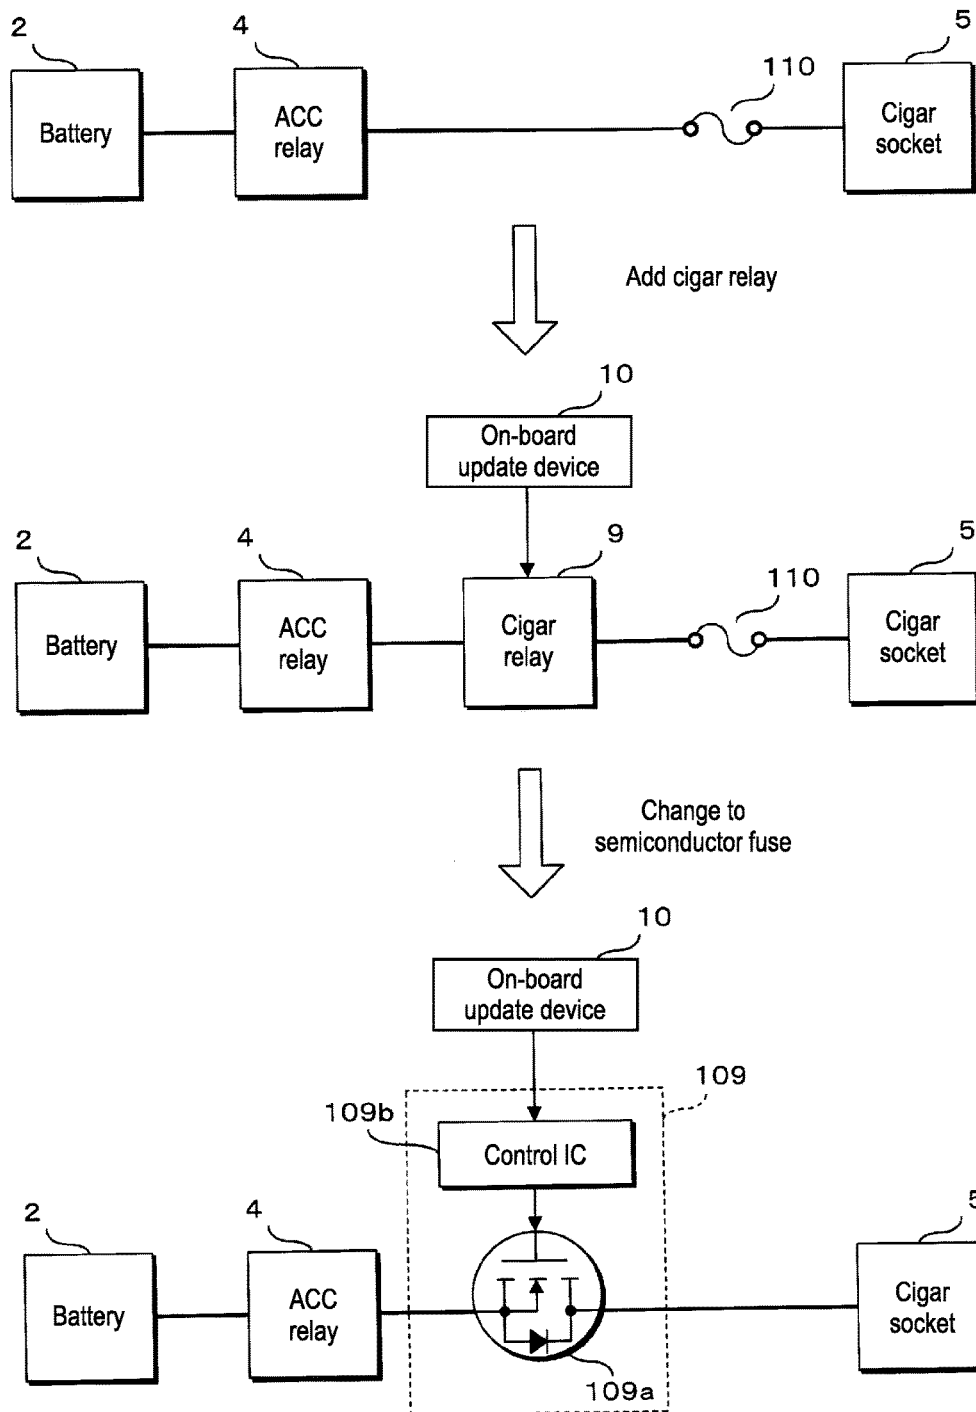 2
4
5
110
Battery
ACC
relay
Cigar
socket
Add cigar relay
10
On-board
update device
2
4
9
5
110
Battery
ACC
relay
Cigar
relay
Cigar
socket
Change to
semiconductor fuse
10
On-board
update device
109
109b
Control IC
2
4
5
Battery
ACC
relay
Cigar
socket
109a